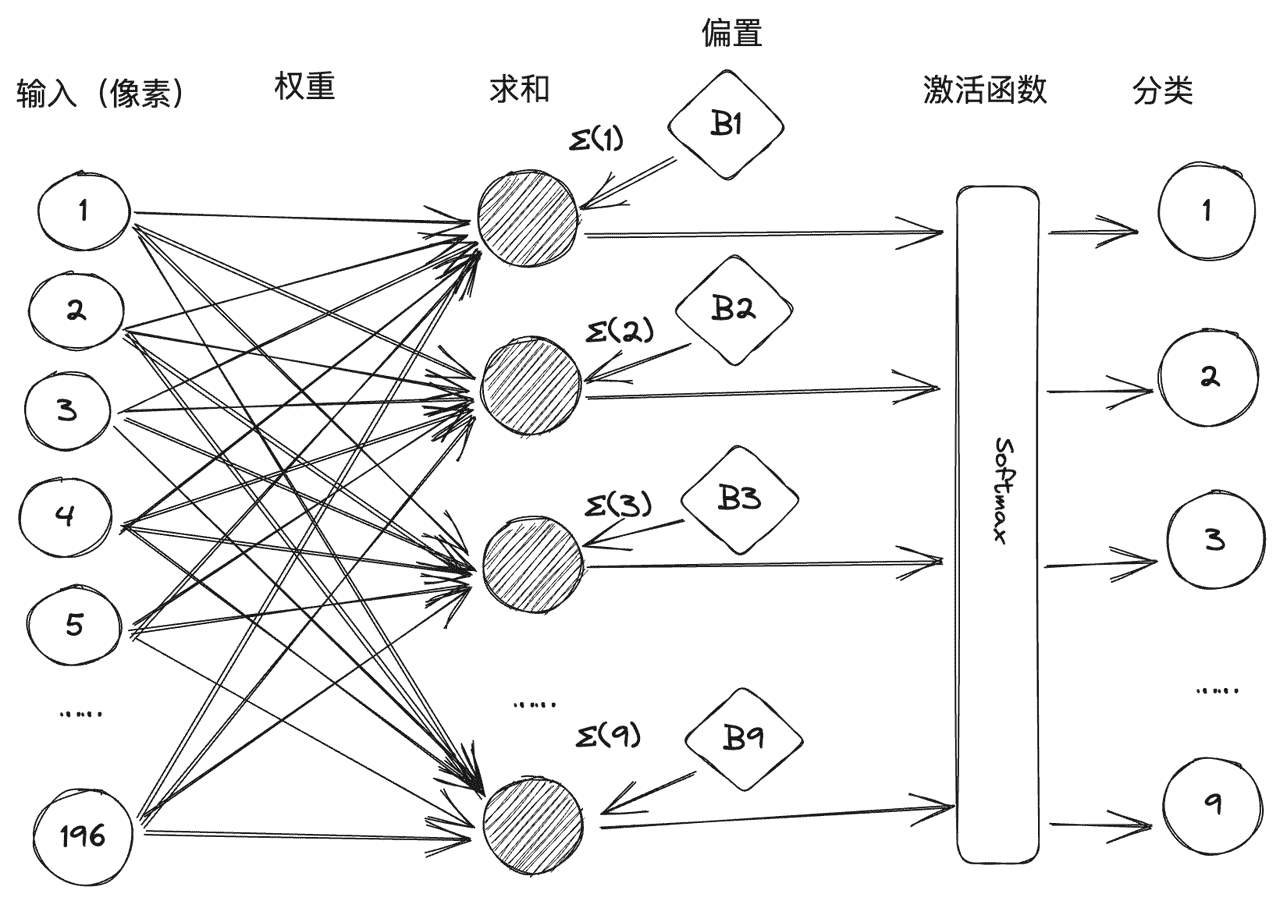 偏置
输入（像素）
权重
求和
激活函数
分类
B1
Σ(1)
1
1
B2
2
Σ(2)
2
3
B3
Softmax
4
Σ(3)
3
5
......
......
......
B9
Σ(9)
9
196